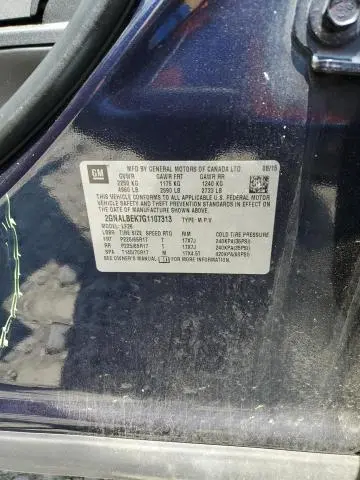 GM
MFD BY GENERAL MOTORS OF CANADA LTD. 08/15
GVWR GAWR FRT GAWR RR
2250 KG 1175 KG 1240 KG
4960 LB 2590 LB 2733 LB
THIS VEHICLE CONFORMS TO ALL APPLICABLE
U.S. FEDERAL MOTOR VEHICLE SAFETY, BUMPER, AND
THEFT PREVENTION STANDARDS IN EFFECT ON THE
DATE OF MANUFACTURE SHOWN ABOVE.
2GNALBEK7G1107313 TYPE: M.P.V.
MODEL: LF26
TIRE SIZE SPEED RTG RIM COLD TIRE PRESSURE
FRT P225/65R17 T 17X7J 240KPA(35PSI)
RR P225/65R17 T 17X7J 240KPA(35PSI)
SPA T135/70R17 M 17X4.5T 420KPA(60PSI)
SEE OWNER'S MANUAL FOR MORE INFORMATION